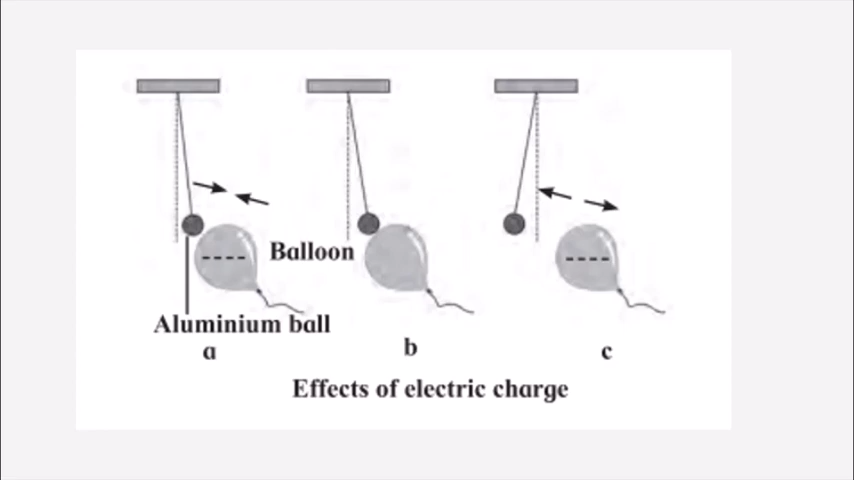 Balloon
Aluminium ball
a
b
c
Effects of electric charge